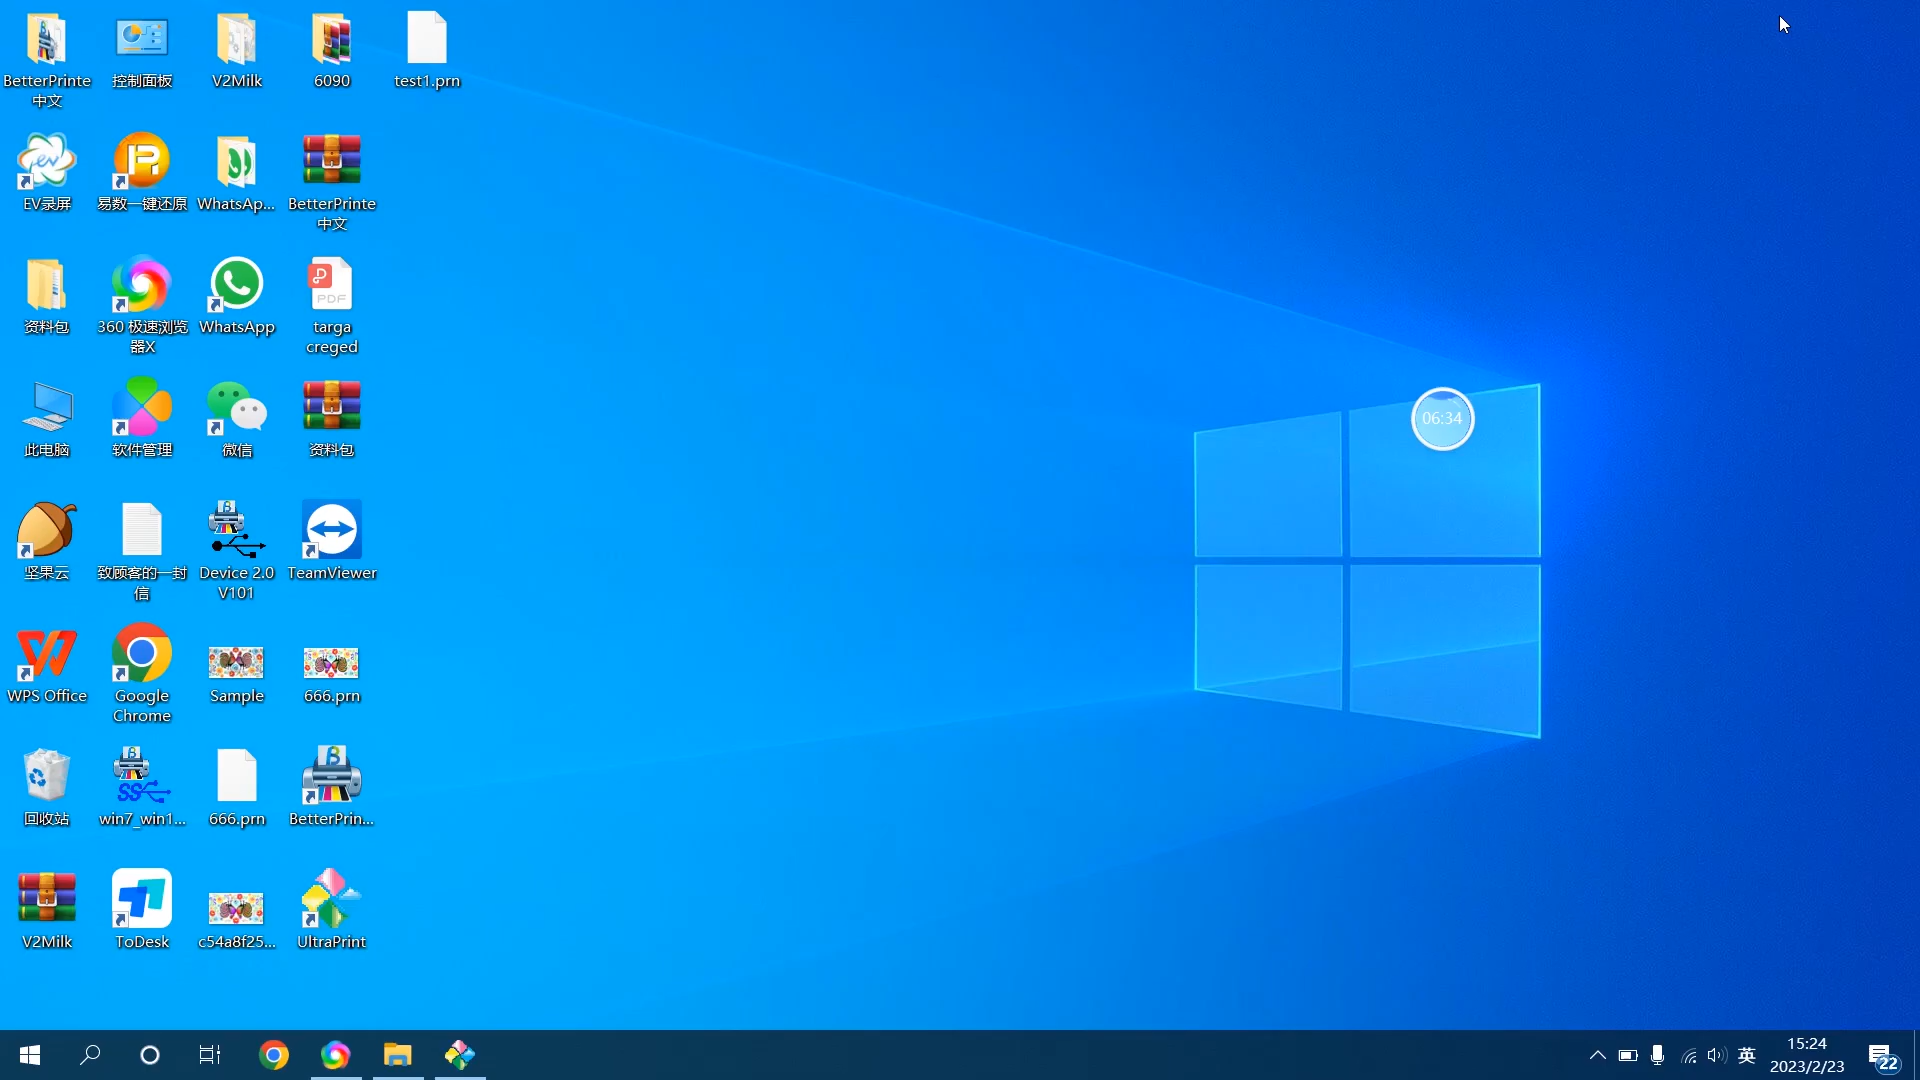 BetterPrinte
中文
控制面板
V2Milk
6090
test1.prn
EV录屏
易数一键还原
WhatsAp...
BetterPrinte
中文
资料包
360 极速浏览
器X
WhatsApp
PDF
targa
creged
此电脑
软件管理
微信
资料包
坚果云
致顾客的一封
信
Device 2.0
V101
TeamViewer
WPS Office
Google
Chrome
Sample
666.prn
回收站
win7_win1...
666.prn
BetterPrin...
V2Milk
ToDesk
c54a8f25...
UltraPrint
06:34
英
15:24
2023/2/23
22